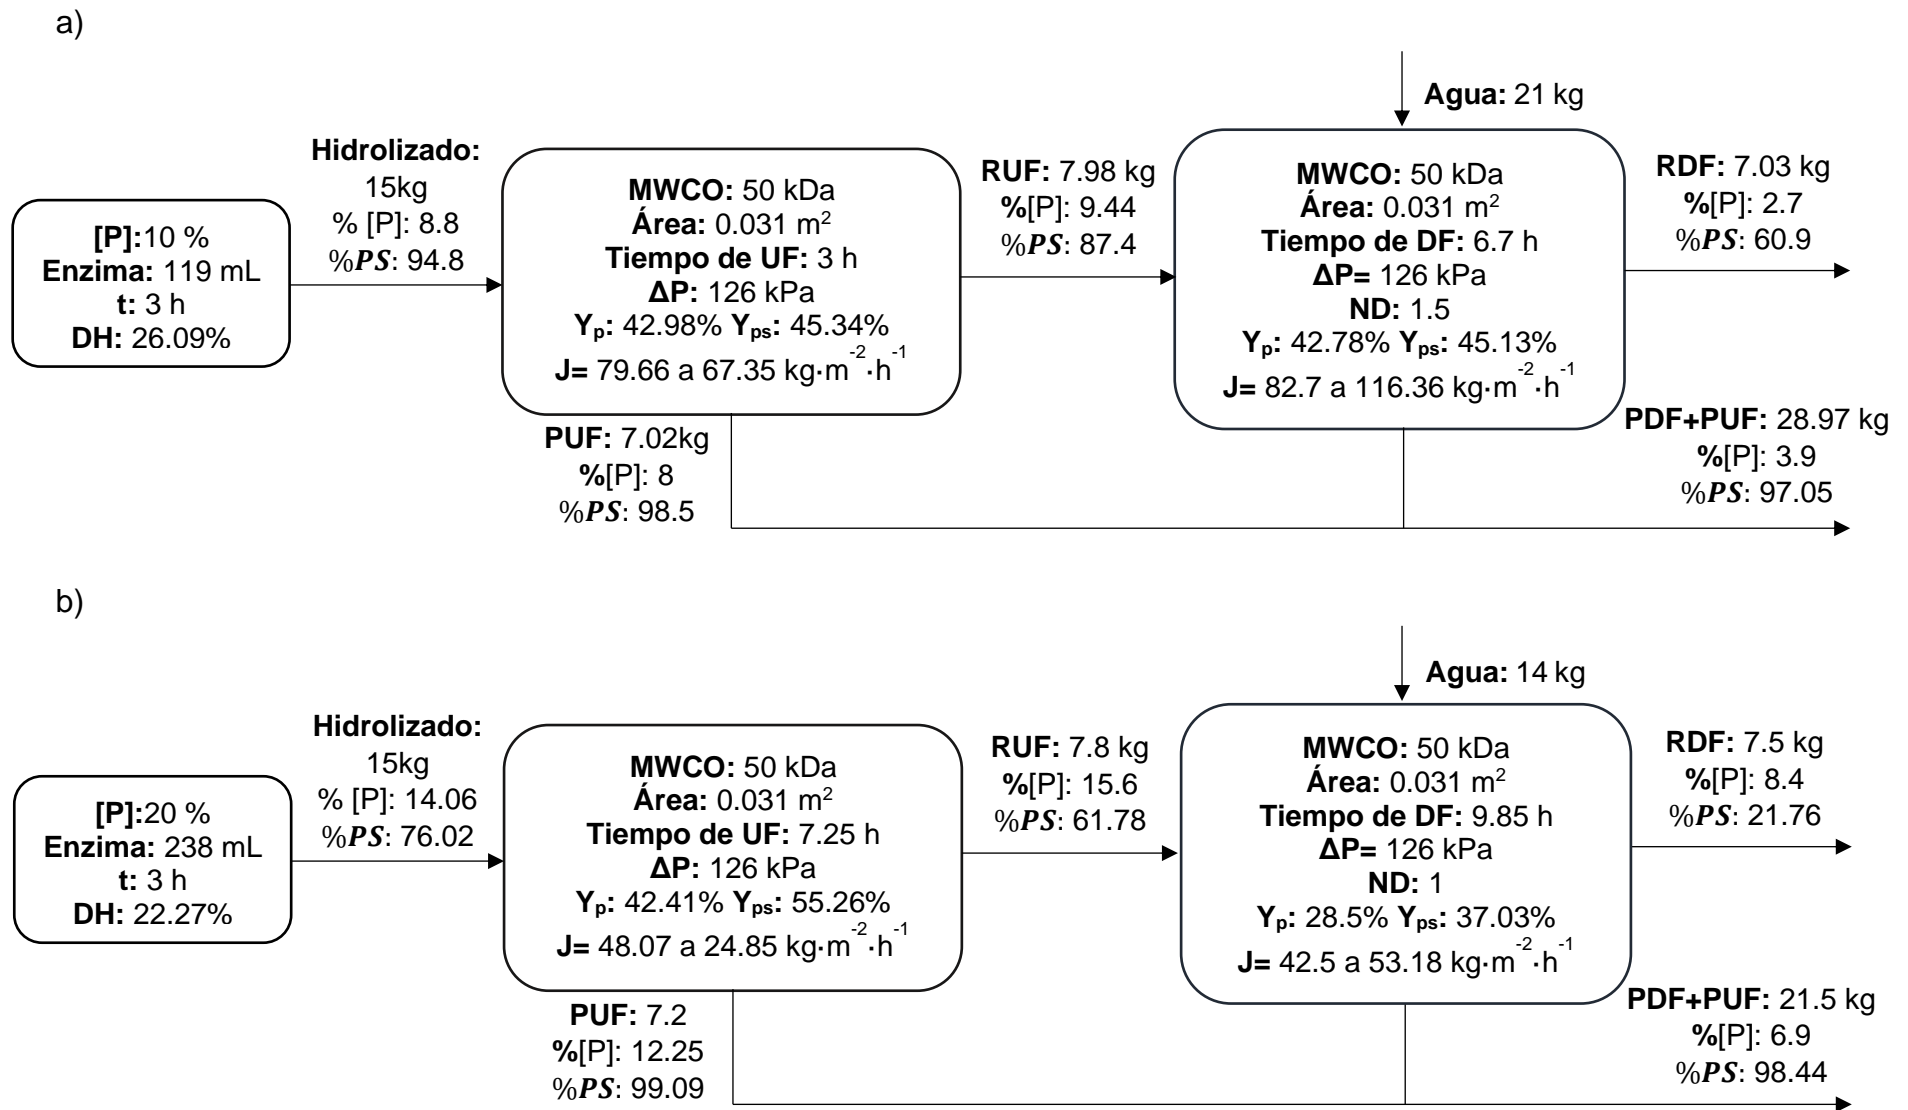 a)
Agua: 21 kg
Hidrolizado:
15kg
% [P]: 8.8
%PS: 94.8
[P]:10 %
Enzima: 119 mL
t: 3 h
DH: 26.09%
MWCO: 50 kDa
Área: 0.031 m²
Tiempo de UF: 3 h
ΔP: 126 kPa
Yₚ: 42.98% Yₚₛ: 45.34%
J= 79.66 a 67.35 kg·m⁻²·h⁻¹
RUF: 7.98 kg
%[P]: 9.44
%PS: 87.4
MWCO: 50 kDa
Área: 0.031 m²
Tiempo de DF: 6.7 h
ΔP= 126 kPa
ND: 1.5
Yₚ: 42.78% Yₚₛ: 45.13%
J= 82.7 a 116.36 kg·m⁻²·h⁻¹
RDF: 7.03 kg
%[P]: 2.7
%PS: 60.9
PUF: 7.02kg
%[P]: 8
%PS: 98.5
PDF+PUF: 28.97 kg
%[P]: 3.9
%PS: 97.05
b)
Agua: 14 kg
Hidrolizado:
15kg
% [P]: 14.06
%PS: 76.02
[P]:20 %
Enzima: 238 mL
t: 3 h
DH: 22.27%
MWCO: 50 kDa
Área: 0.031 m²
Tiempo de UF: 7.25 h
ΔP: 126 kPa
Yₚ: 42.41% Yₚₛ: 55.26%
J= 48.07 a 24.85 kg·m⁻²·h⁻¹
RUF: 7.8 kg
%[P]: 15.6
%PS: 61.78
MWCO: 50 kDa
Área: 0.031 m²
Tiempo de DF: 9.85 h
ΔP= 126 kPa
ND: 1
Yₚ: 28.5% Yₚₛ: 37.03%
J= 42.5 a 53.18 kg·m⁻²·h⁻¹
RDF: 7.5 kg
%[P]: 8.4
%PS: 21.76
PUF: 7.2
%[P]: 12.25
%PS: 99.09
PDF+PUF: 21.5 kg
%[P]: 6.9
%PS: 98.44